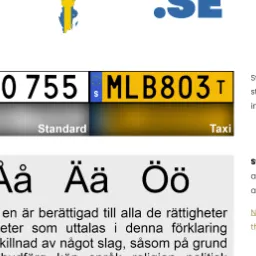 .SE
0 755 S MLB803 T
Standard Taxi
Åå Ää Öö
en är berättigad till alla de rättigheter
eter som uttalas i denna förklaring
killnad av något slag, såsom på grund